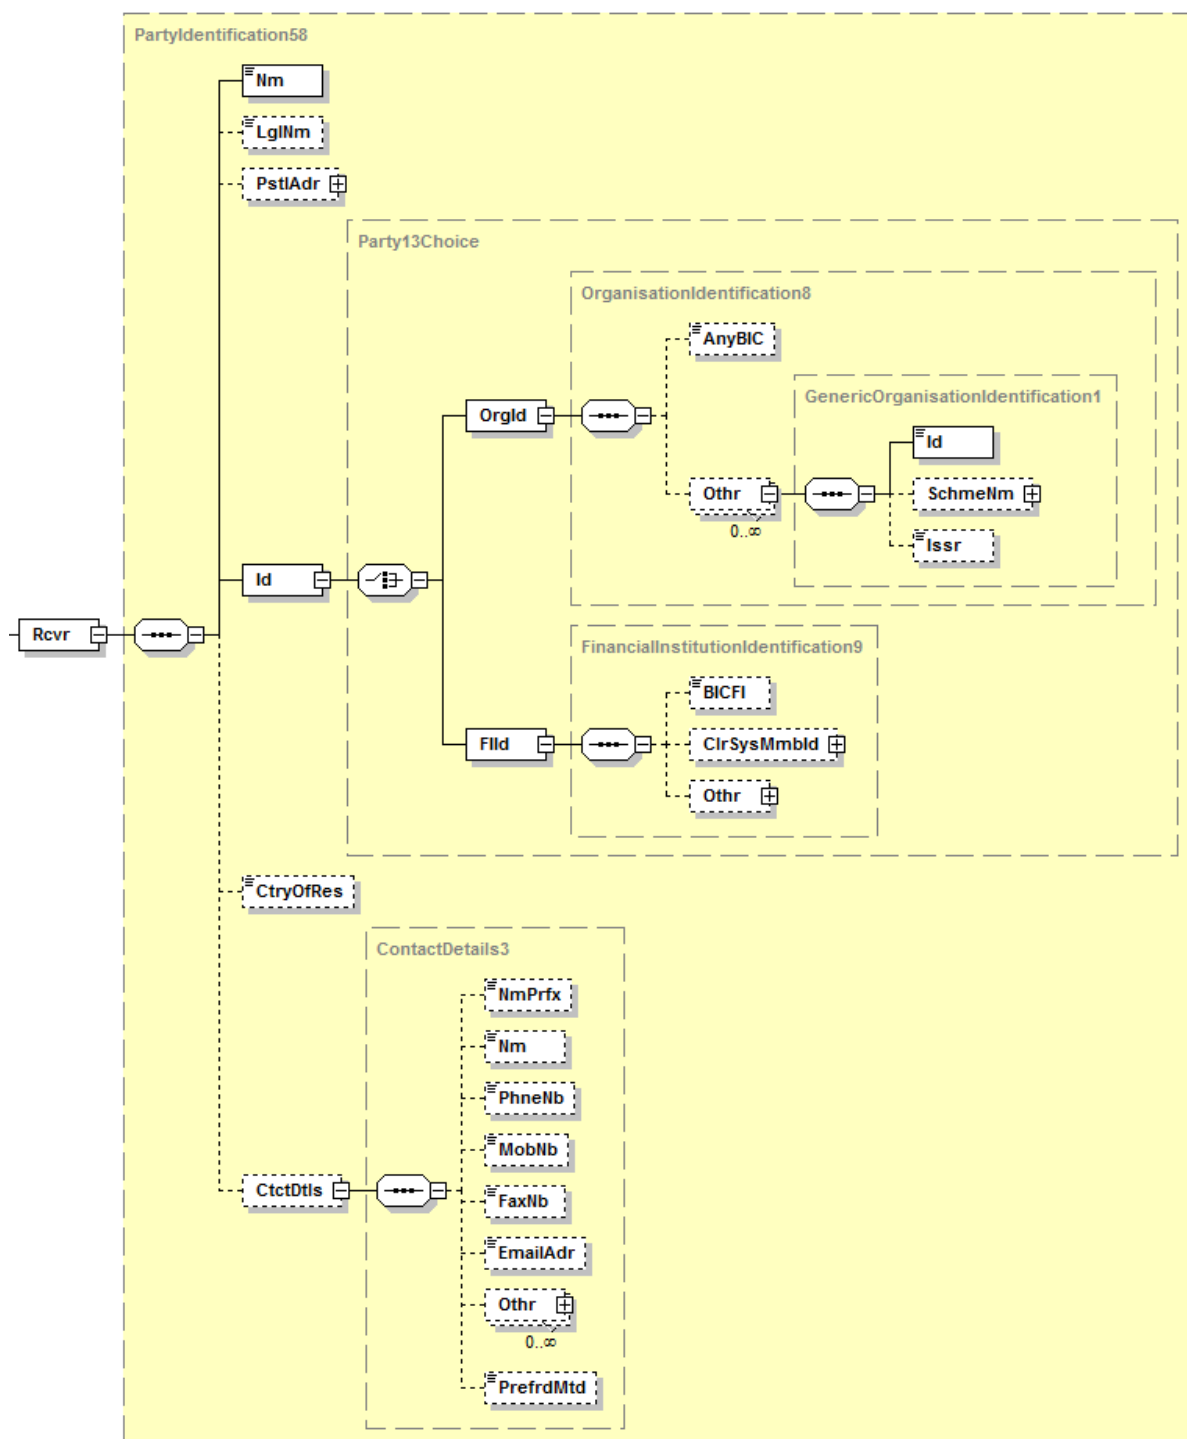 PartyIdentification58
Nm
LglNm
PstlAdr
Party13Choice
OrganisationIdentification8
AnyBIC
GenericOrganisationIdentification1
OrgId
Id
Othr
0..∞
SchmeNm
Issr
Id
Rcvr
FinancialInstitutionIdentification9
BICFI
FIId
ClrSysMmbId
Othr
CtryOfRes
ContactDetails3
NmPrfx
Nm
PhneNb
MobNb
CtctDtls
FaxNb
EmailAdr
Othr
0..∞
PrefrdMtd